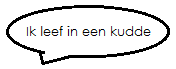 Ik leef in een kudde